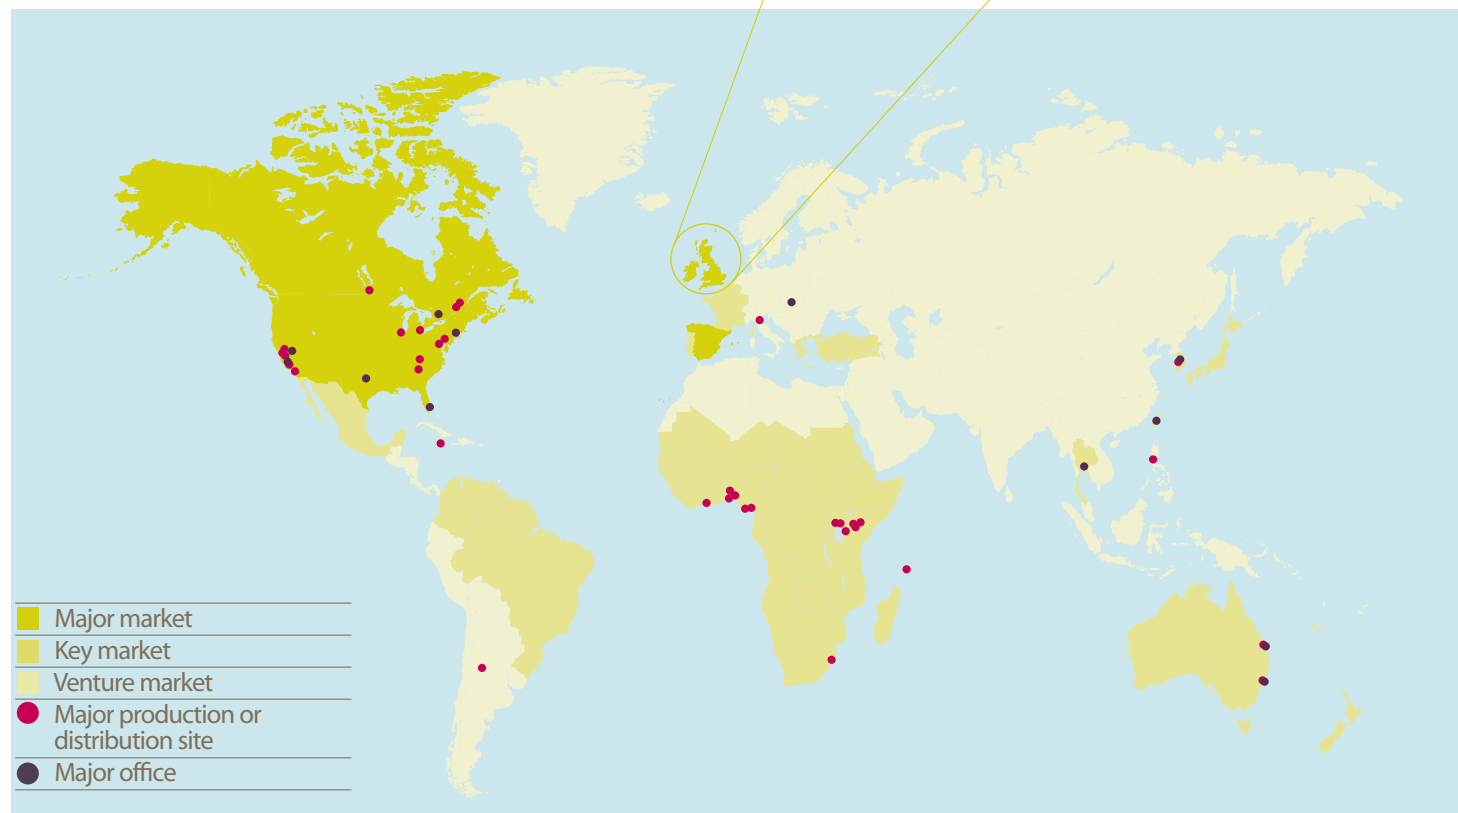 Major market
Key market
Venture market
Major production or
distribution site
Major office